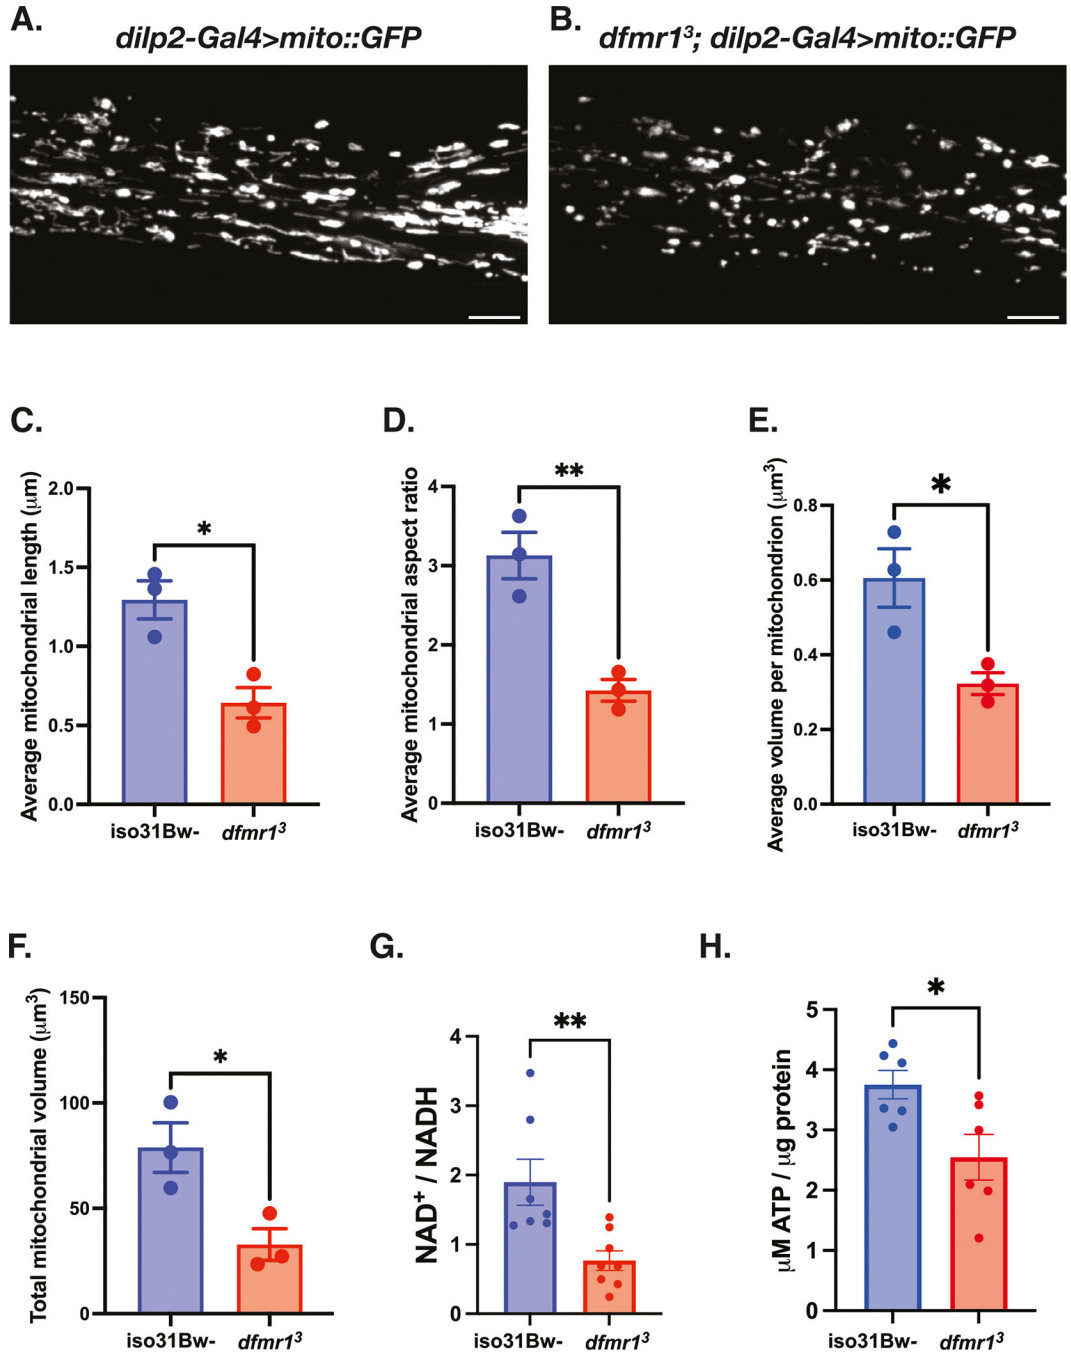 A.
dilp2-Gal4>mito::GFP
B.
dfmr1³; dilp2-Gal4>mito::GFP
C.
Average mitochondrial length (μm)
2.0
1.5
1.0
0.5
0.0
*
iso31Bw-
dfmr1³
D.
Average mitochondrial aspect ratio
4
3
2
1
0
**
iso31Bw-
dfmr1³
E.
Average volume per mitochondrion (μm³)
0.8
0.6
0.4
0.2
0.0
*
iso31Bw-
dfmr1³
F.
Total mitochondrial volume (μm³)
150
100
50
0
*
iso31Bw-
dfmr1³
G.
NAD⁺ / NADH
4
3
2
1
0
**
iso31Bw-
dfmr1³
H.
μM ATP / μg protein
5
4
3
2
1
0
*
iso31Bw-
dfmr1³